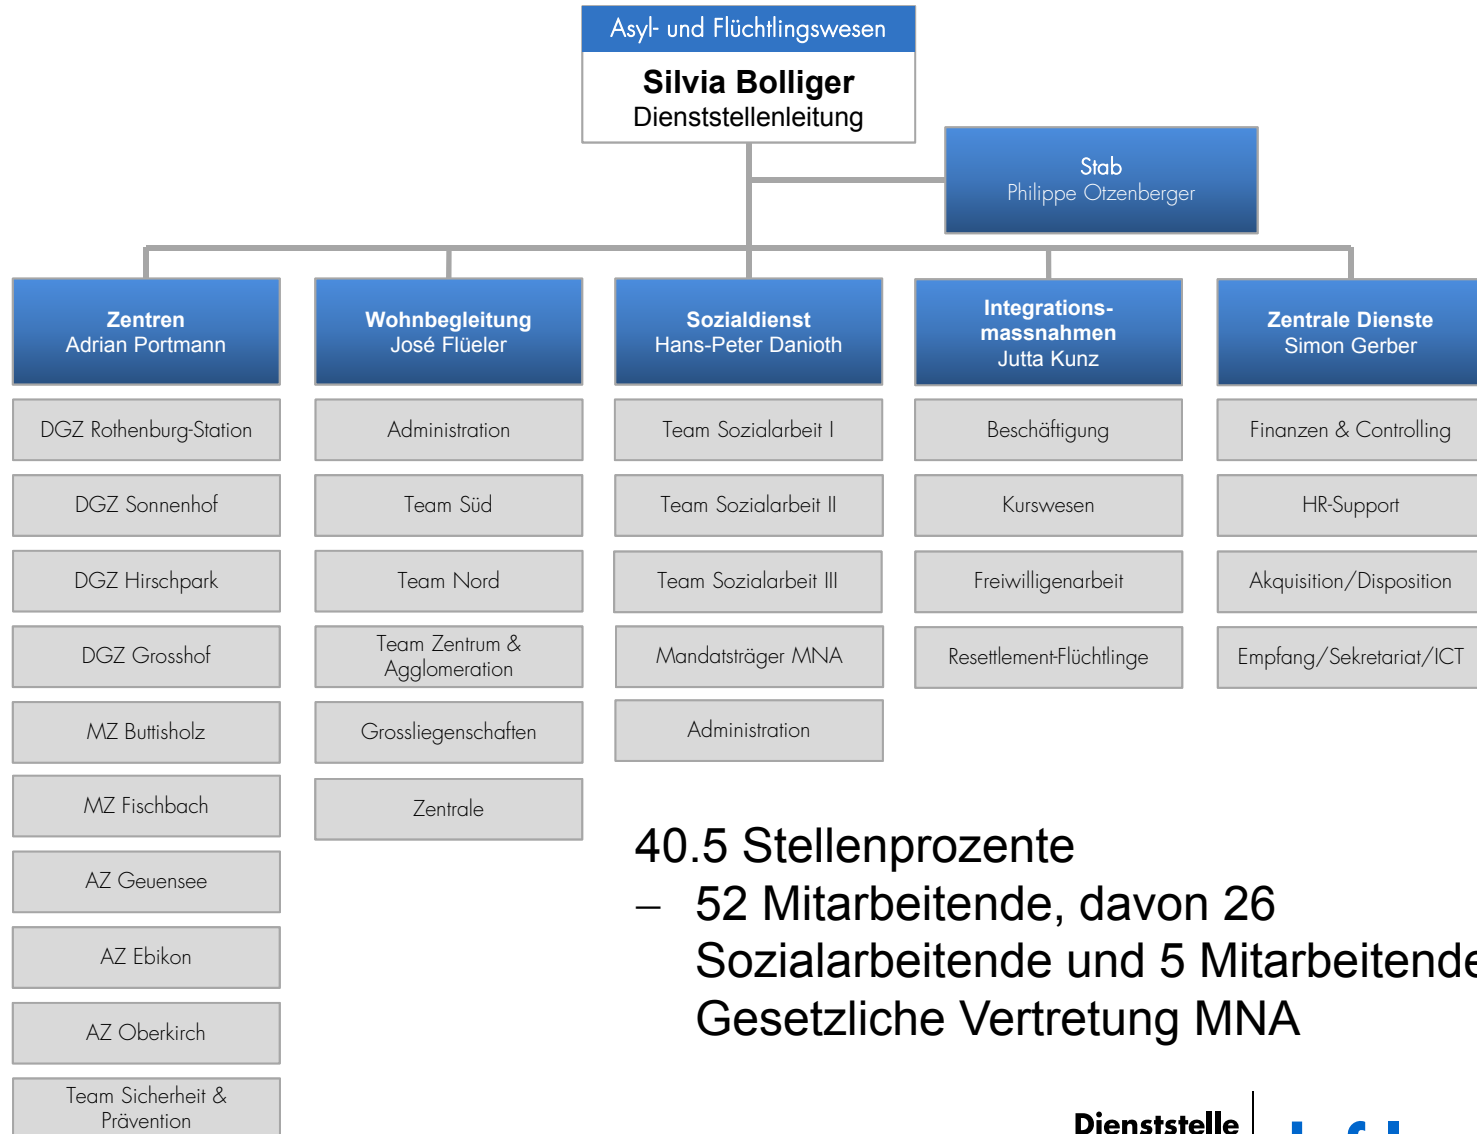 Asyl- und Flüchtlingswesen
Silvia Bolliger
Dienststellenleitung
Stab
Philippe Otzenberger
Zentren
Adrian Portmann
DGZ Rothenburg-Station
DGZ Sonnenhof
DGZ Hirschpark
DGZ Grosshof
MZ Buttisholz
MZ Fischbach
AZ Geuensee
AZ Ebikon
AZ Oberkirch
Team Sicherheit &
Prävention
Wohnbegleitung
José Flüeler
Administration
Team Süd
Team Nord
Team Zentrum &
Agglomeration
Grossliegenschaften
Zentrale
Sozialdienst
Hans-Peter Danioth
Team Sozialarbeit I
Team Sozialarbeit II
Team Sozialarbeit III
Mandatsträger MNA
Administration
Integrations-
massnahmen
Jutta Kunz
Beschäftigung
Kurswesen
Freiwilligenarbeit
Resettlement-Flüchtlinge
Zentrale Dienste
Simon Gerber
Finanzen & Controlling
HR-Support
Akquisition/Disposition
Empfang/Sekretariat/ICT
40.5 Stellenprozente
– 52 Mitarbeitende, davon 26
Sozialarbeitende und 5 Mitarbeitende
Gesetzliche Vertretung MNA
Dienststelle